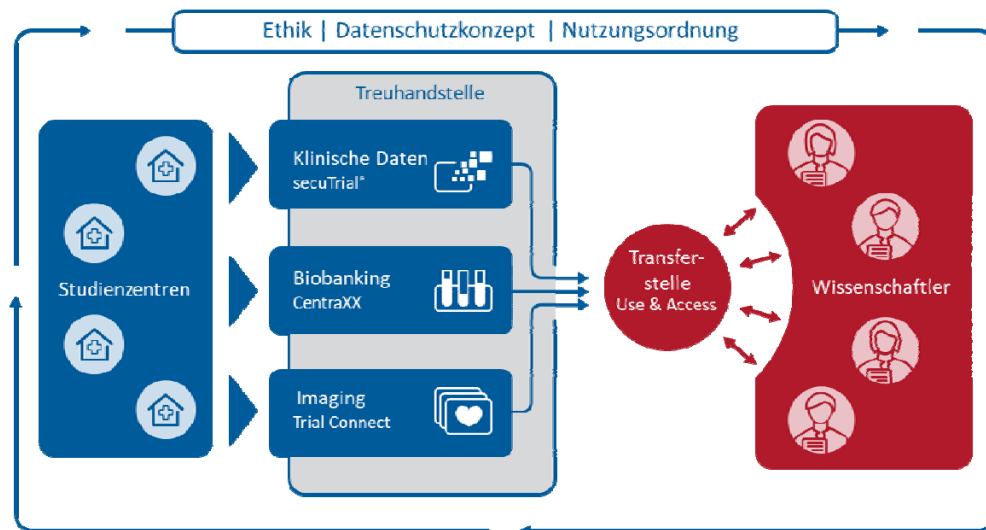 Ethik | Datenschutzkonzept | Nutzungsordnung
Treuhandstelle
Studienzentren
Klinische Daten
secuTrial®
Biobanking
CentraXX
Imaging
Trial Connect
Transfer-
stelle
Use & Access
Wissenschaftler